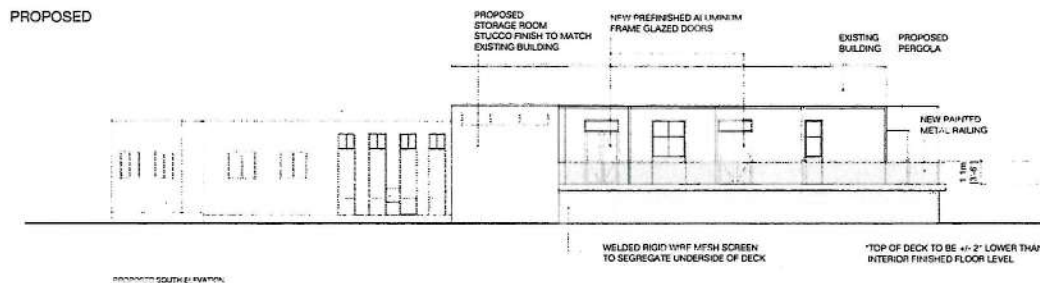 PROPOSED
PROPOSED
STORAGE ROOM
STUCCO FINISH TO MATCH
EXISTING BUILDING
NEW PREFINISHED ALUMINUM
FRAME GLAZED DOORS
EXISTING
BUILDING
PROPOSED
PERGOLA
NEW PAINTED
METAL RAILING
1.1m
[3'-6"]
WELDED RIGID WIRE MESH SCREEN
TO SEGREGATE UNDERSIDE OF DECK
*TOP OF DECK TO BE +/- 2" LOWER THAN
INTERIOR FINISHED FLOOR LEVEL
PROPOSED SOUTH ELEVATION